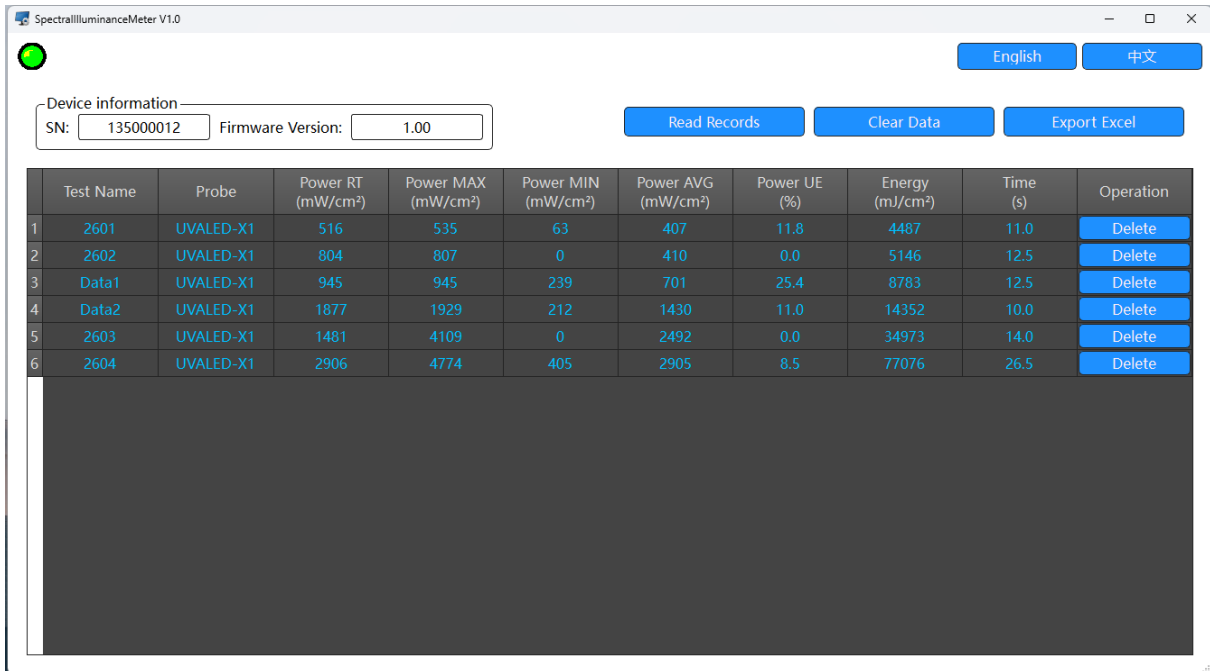 SpectralIlluminanceMeter V1.0
English 中文
Device information
SN: 135000012 Firmware Version: 1.00
Read Records Clear Data Export Excel
Test Name Probe Power RT (mW/cm²) Power MAX (mW/cm²) Power MIN (mW/cm²) Power AVG (mW/cm²) Power UE (%) Energy (mJ/cm²) Time (s) Operation
1 2601 UVALED-X1 516 535 63 407 11.8 4487 11.0 Delete
2 2602 UVALED-X1 804 807 0 410 0.0 5146 12.5 Delete
3 Data1 UVALED-X1 945 945 239 701 25.4 8783 12.5 Delete
4 Data2 UVALED-X1 1877 1929 212 1430 11.0 14352 10.0 Delete
5 2603 UVALED-X1 1481 4109 0 2492 0.0 34973 14.0 Delete
6 2604 UVALED-X1 2906 4774 405 2905 8.5 77076 26.5 Delete